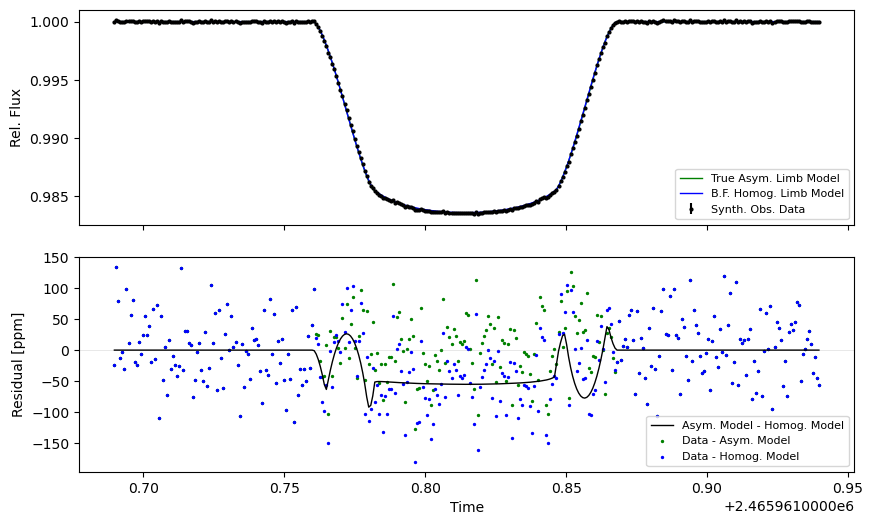 1.000
0.995
0.990
0.985
Rel. Flux
True Asym. Limb Model
B.F. Homog. Limb Model
Synth. Obs. Data
150
100
50
0
−50
−100
−150
Residual [ppm]
Asym. Model - Homog. Model
Data - Asym. Model
Data - Homog. Model
0.70 0.75 0.80 0.85 0.90 0.95
Time
+2.4659610000e6